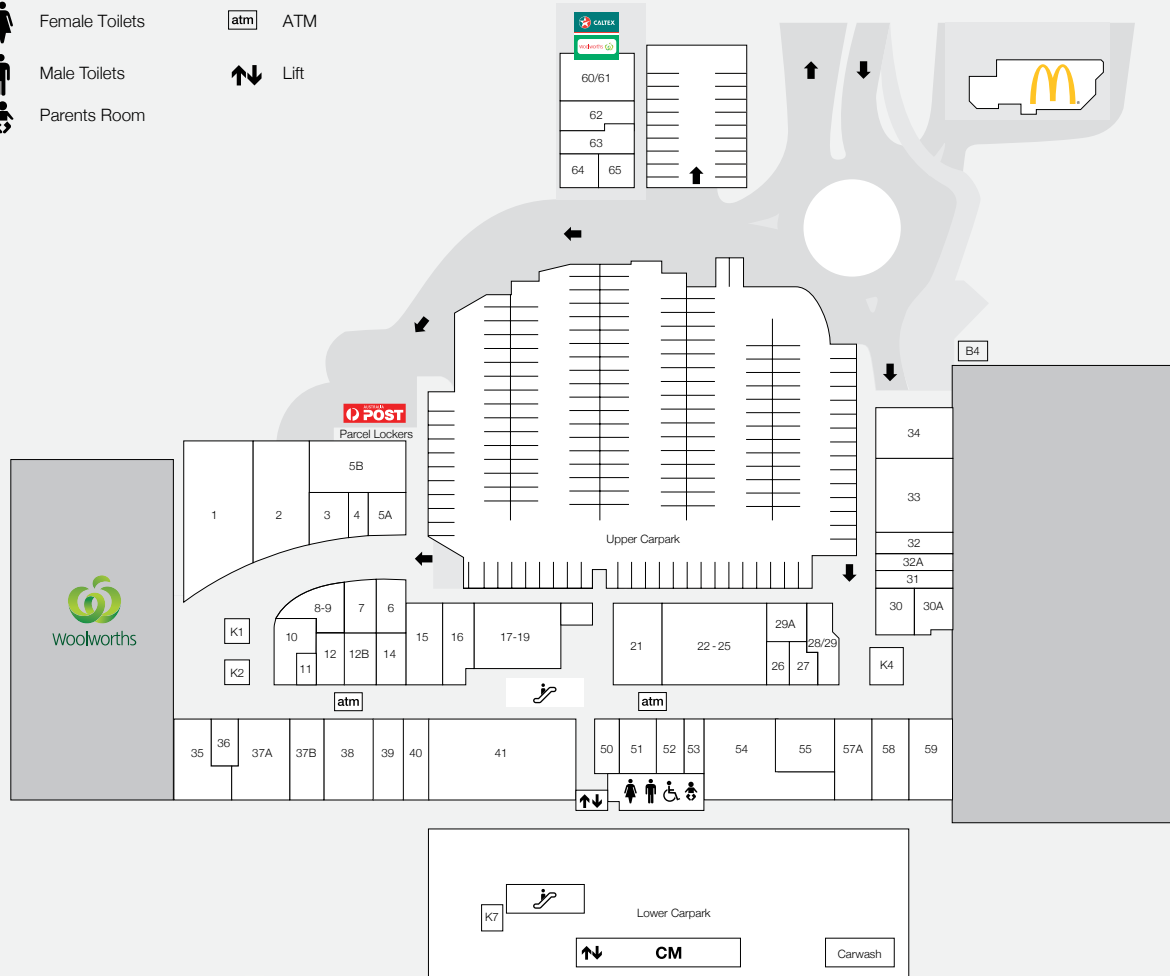 Female Toilets
atm ATM
Male Toilets
Lift
Parents Room
CALTEX
woolworths
60/61
62
63
64 65
B4
AUSTRALIA
POST
Parcel Lockers
34
33
32
32A
31
30 30A
5B
1 2 3 4 5A
Upper Carpark
Woolworths
K1
K2
8-9 7 6
10 11 12 12B 14
15 16 17-19
21 22 - 25
29A
26 27 28/29
K4
atm
atm
35 36 37A 37B 38 39 40 41
50 51 52 53 54 55 57A 58 59
K7
Lower Carpark
CM
Carwash